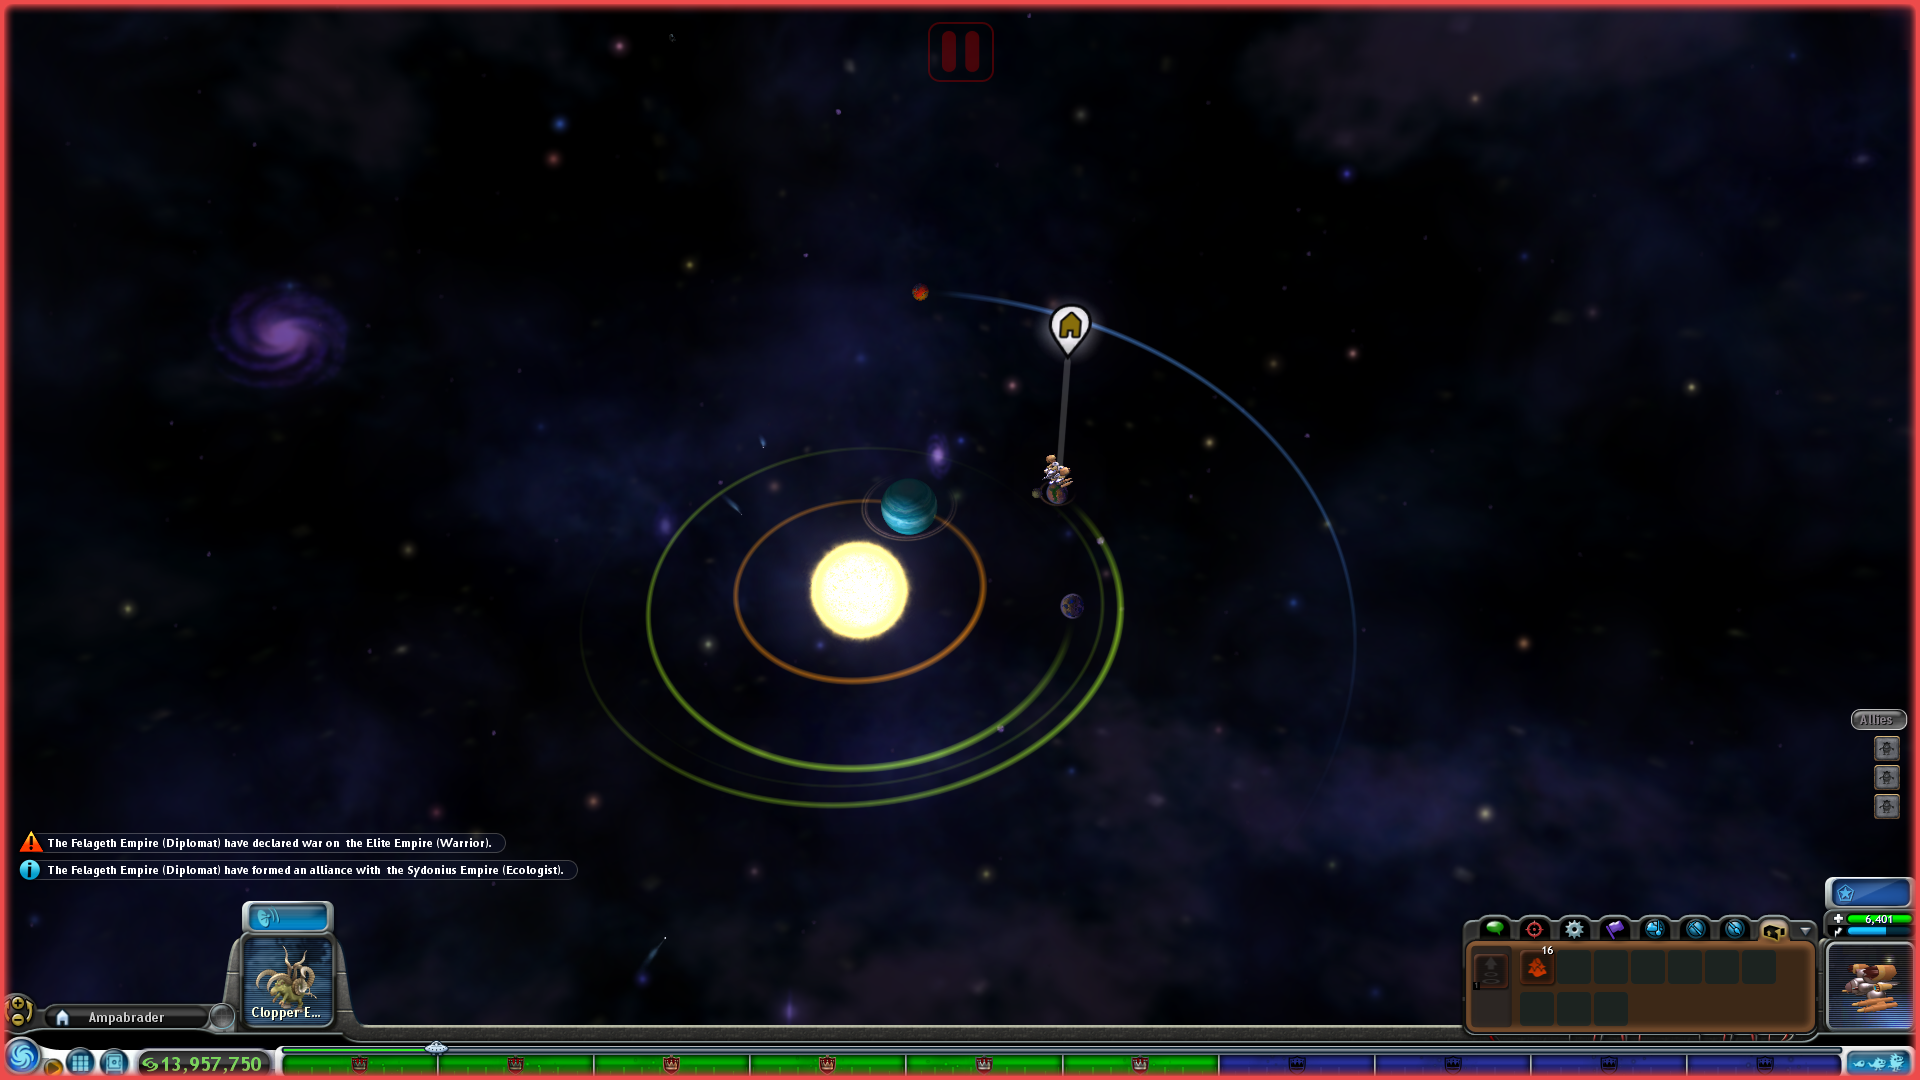 The Felageth Empire (Diplomat) have declared war on the Elite Empire (Warrior).
The Felageth Empire (Diplomat) have formed an alliance with the Sydonius Empire (Ecologist).
Allies
6,401
16
1
Clopper E...
Ampabrader
13,957,750